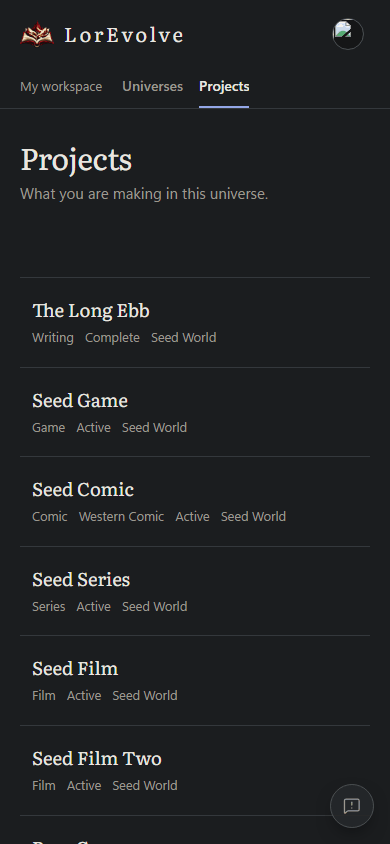 LorEvolve
My workspace Universes Projects
Projects
What you are making in this universe.
The Long Ebb
Writing Complete Seed World
Seed Game
Game Active Seed World
Seed Comic
Comic Western Comic Active Seed World
Seed Series
Series Active Seed World
Seed Film
Film Active Seed World
Seed Film Two
Film Active Seed World